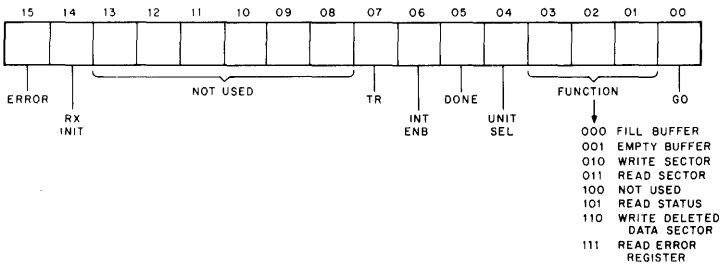 15 14 13 12 11 10 09 08 07 06 05 04 03 02 01 00
ERROR
RX
INIT
NOT USED
TR
INT
ENB
DONE
UNIT
SEL
FUNCTION
GO
000 FILL BUFFER
001 EMPTY BUFFER
010 WRITE SECTOR
011 READ SECTOR
100 NOT USED
101 READ STATUS
110 WRITE DELETED
DATA SECTOR
111 READ ERROR
REGISTER